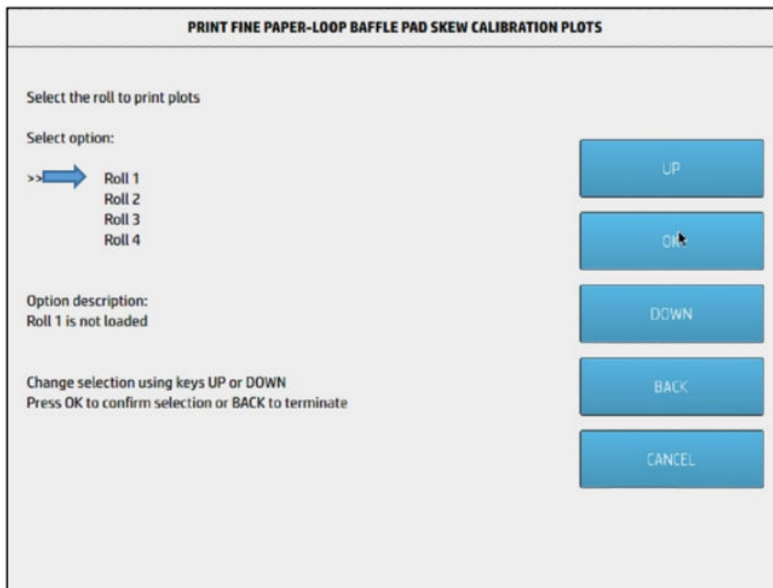 PRINT FINE PAPER-LOOP BAFFLE PAD SKEW CALIBRATION PLOTS
Select the roll to print plots
Select option:
>> Roll 1
Roll 2
Roll 3
Roll 4
Option description:
Roll 1 is not loaded
Change selection using keys UP or DOWN
Press OK to confirm selection or BACK to terminate
UP
OK
DOWN
BACK
CANCEL